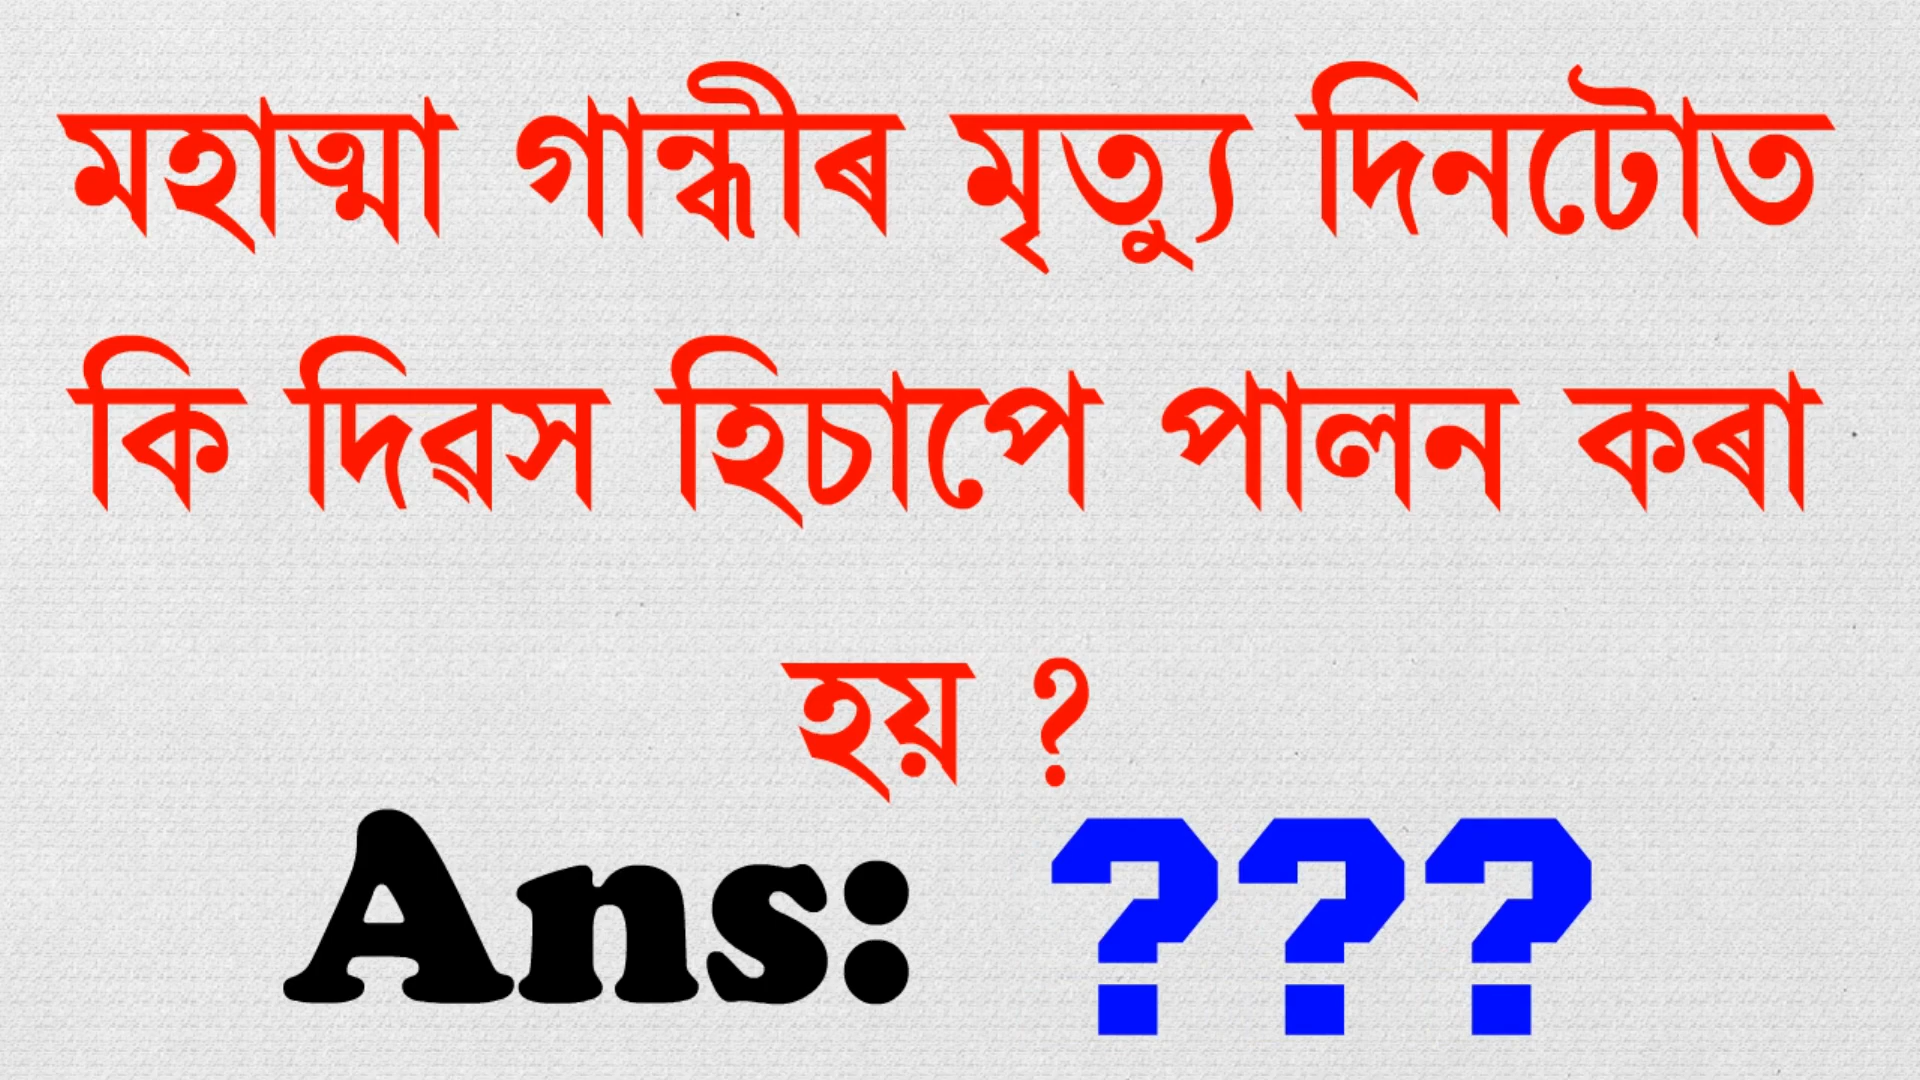 মহাত্মা গান্ধীৰ মৃত্যু দিনটোত
কি দিৱস হিচাপে পালন কৰা
হয় ?
Ans: ???